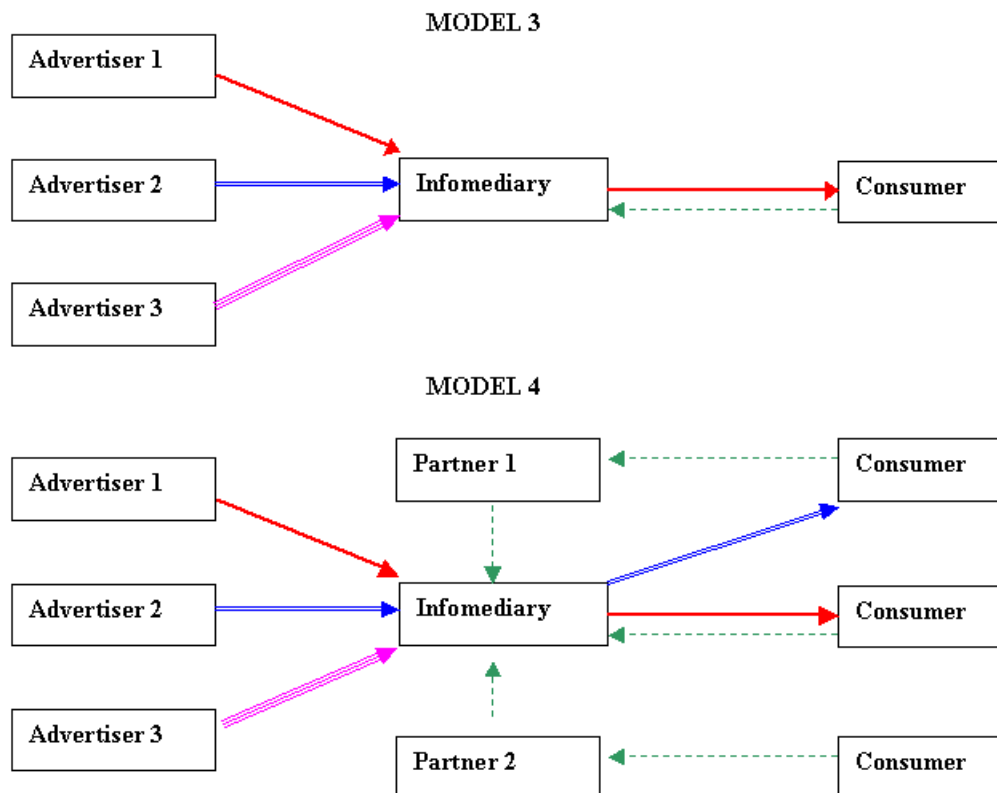 MODEL 3
Advertiser 1
Advertiser 2
Infomediary
Consumer
Advertiser 3
MODEL 4
Partner 1
Consumer
Advertiser 1
Advertiser 2
Infomediary
Consumer
Advertiser 3
Partner 2
Consumer